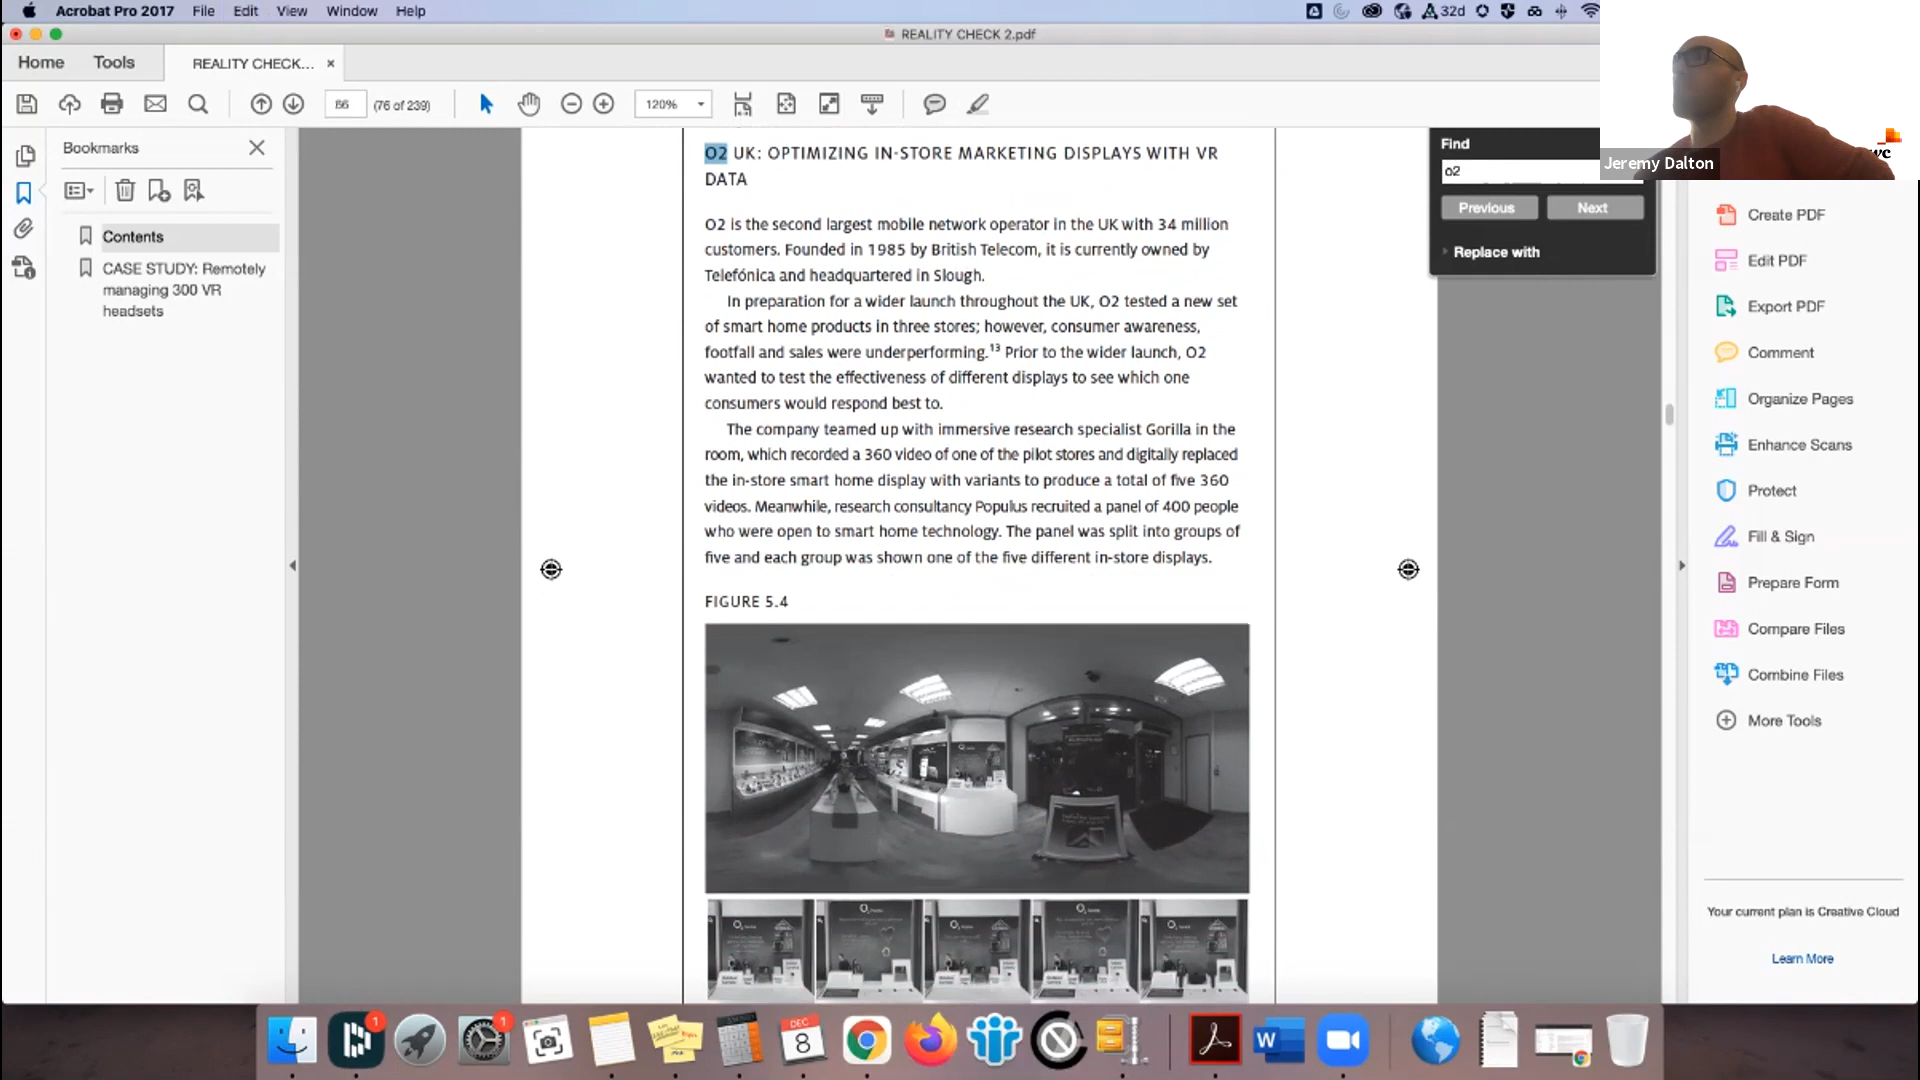 Acrobat Pro 2017 File Edit View Window Help
32d
REALITY CHECK 2.pdf
Home Tools REALITY CHECK... ×
86 (76 of 239) 120%
Jeremy Dalton
wc
Bookmarks
Contents
CASE STUDY: Remotely
managing 300 VR
headsets
O2 UK: OPTIMIZING IN-STORE MARKETING DISPLAYS WITH VR
DATA
O2 is the second largest mobile network operator in the UK with 34 million
customers. Founded in 1985 by British Telecom, it is currently owned by
Telefónica and headquartered in Slough.
In preparation for a wider launch throughout the UK, O2 tested a new set
of smart home products in three stores; however, consumer awareness,
footfall and sales were underperforming.13 Prior to the wider launch, O2
wanted to test the effectiveness of different displays to see which one
consumers would respond best to.
The company teamed up with immersive research specialist Gorilla in the
room, which recorded a 360 video of one of the pilot stores and digitally replaced
the in-store smart home display with variants to produce a total of five 360
videos. Meanwhile, research consultancy Populus recruited a panel of 400 people
who were open to smart home technology. The panel was split into groups of
five and each group was shown one of the five different in-store displays.
FIGURE 5.4
Find
o2
Previous Next
Replace with
Create PDF
Edit PDF
Export PDF
Comment
Organize Pages
Enhance Scans
Protect
Fill & Sign
Prepare Form
Compare Files
Combine Files
More Tools
Your current plan is Creative Cloud
Learn More
1
1
DEC
8
W